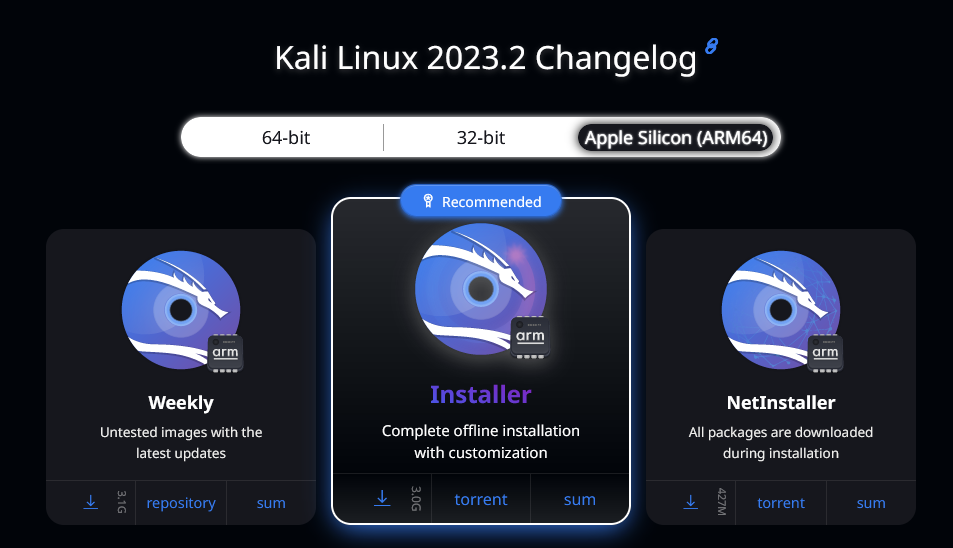 Kali Linux 2023.2 Changelog
64-bit
32-bit
Apple Silicon (ARM64)
Recommended
arm
Weekly
Untested images with the
latest updates
3.1G
repository
sum
arm
Installer
Complete offline installation
with customization
3.0G
torrent
sum
arm
NetInstaller
All packages are downloaded
during installation
427M
torrent
sum